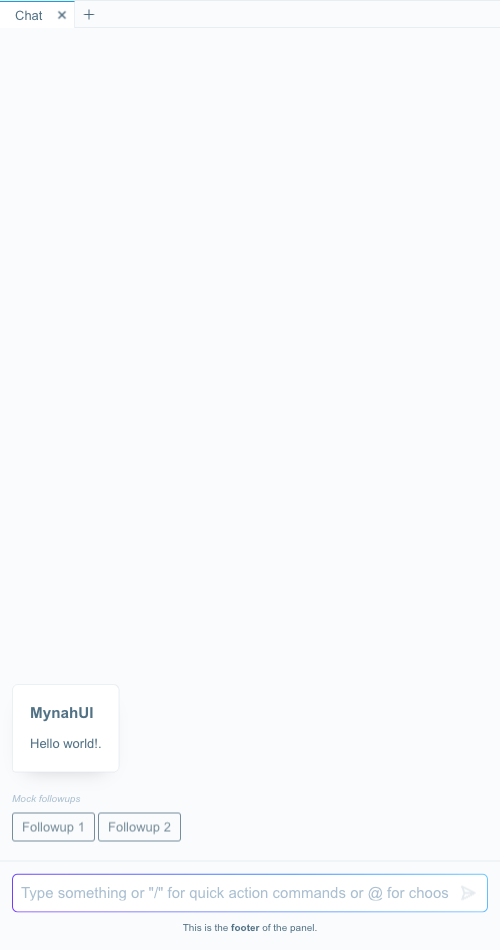 Chat
MynahUI
Hello world!.
Mock followups
Followup 1 Followup 2
Type something or "/" for quick action commands or @ for choos
This is the footer of the panel.